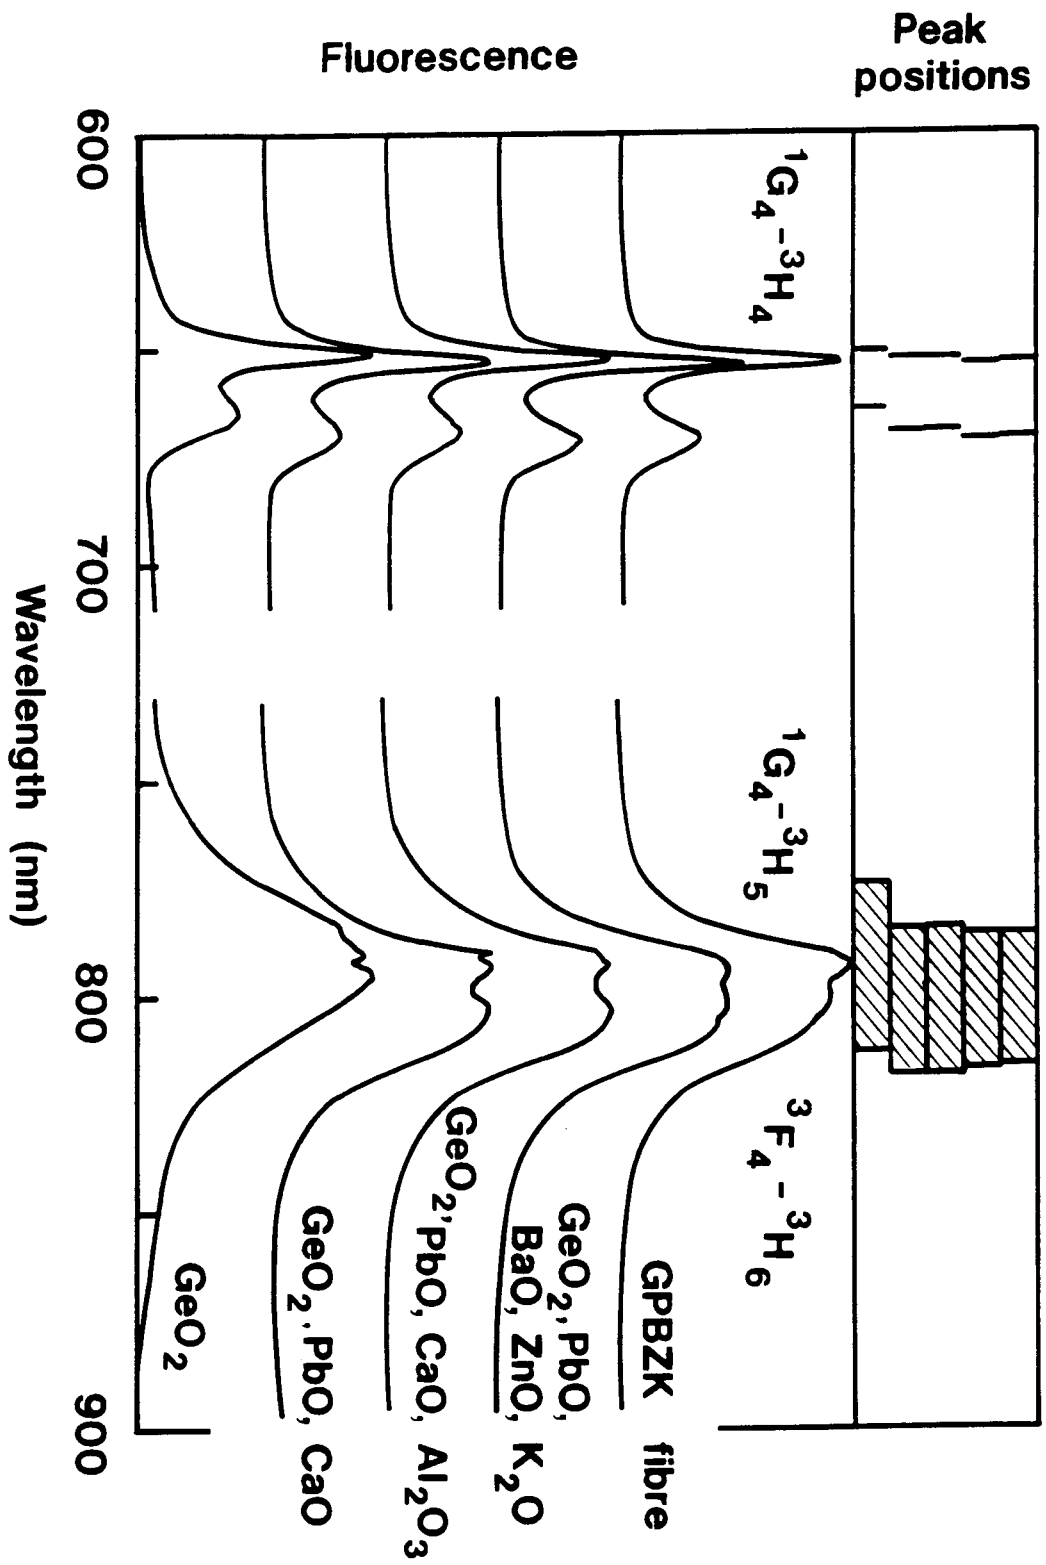 Peak
positions
Fluorescence
¹G₄-³H₄
¹G₄-³H₅
³F₄-³H₆
GPBZK fibre
GeO₂,PbO,
BaO, ZnO, K₂O
GeO₂,PbO, CaO, Al₂O₃
GeO₂.PbO, CaO
GeO₂
600
700
800
900
Wavelength (nm)